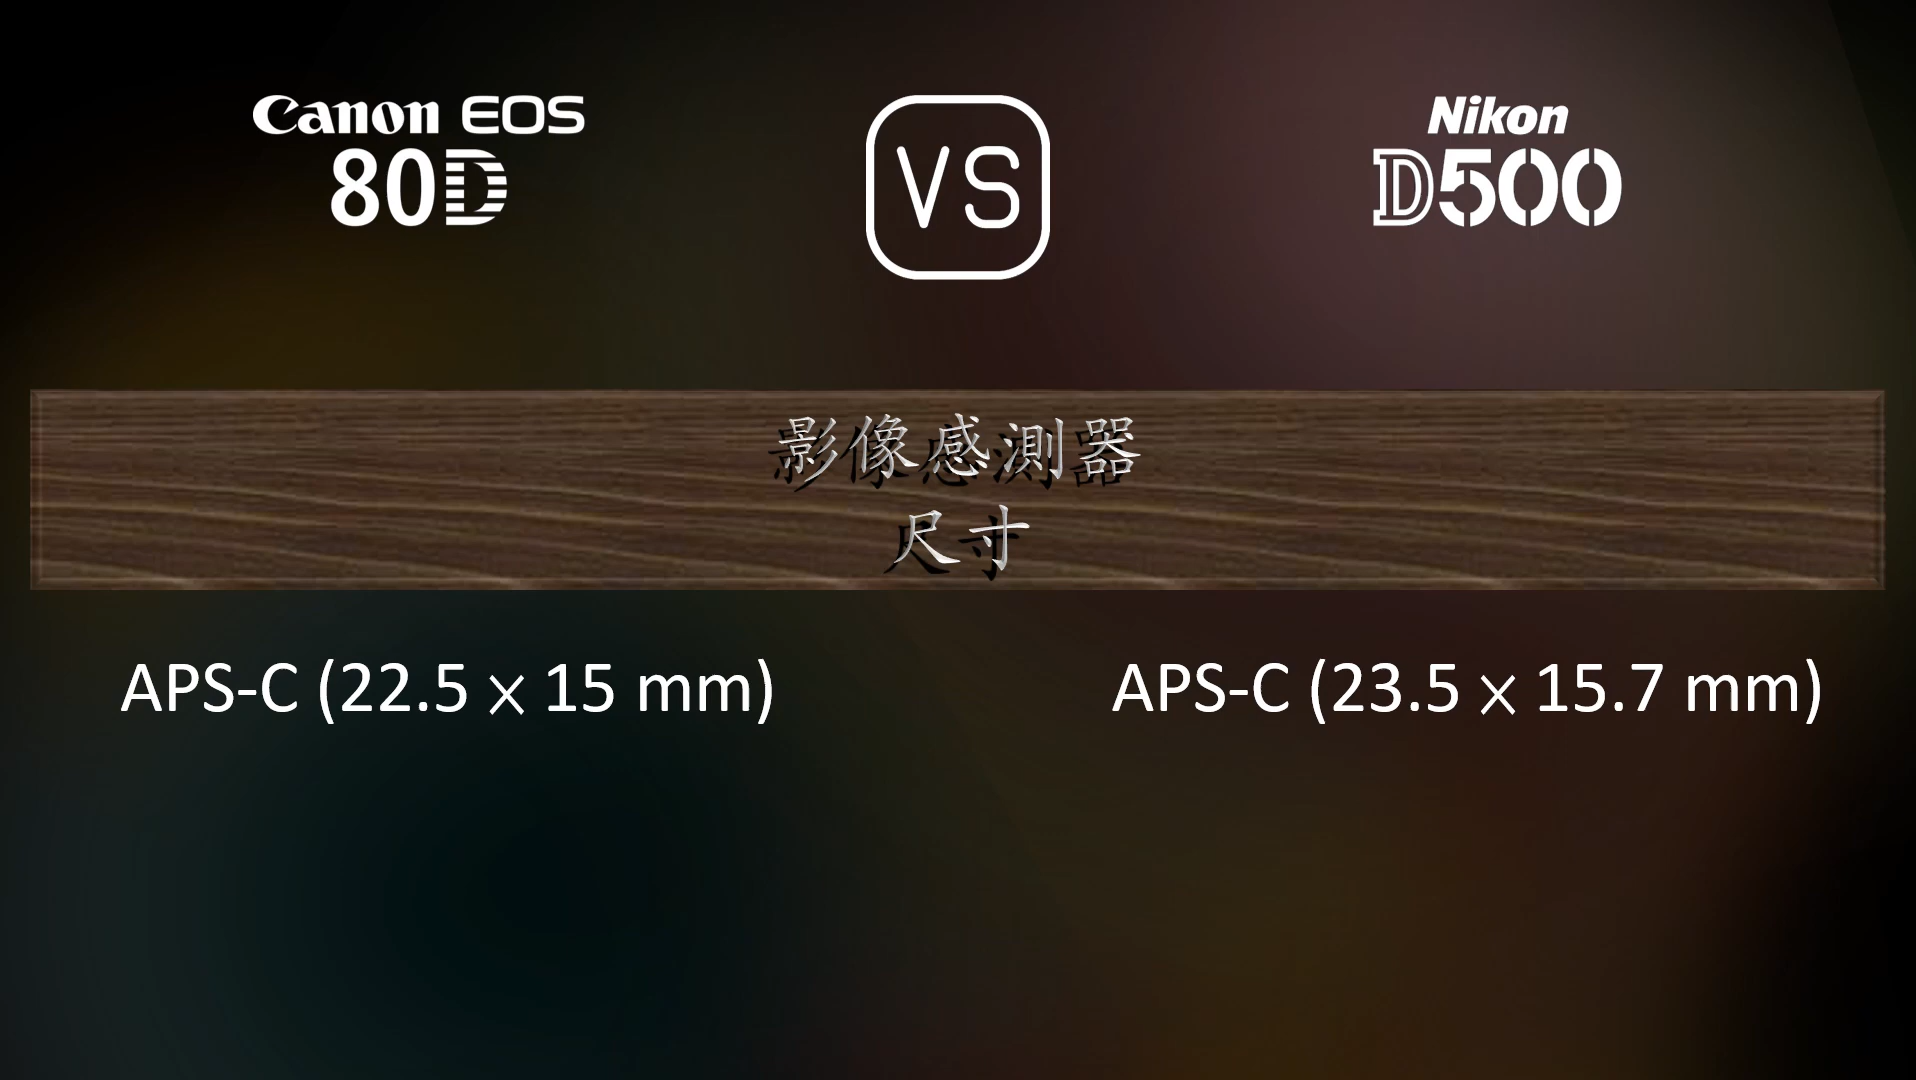 Canon EOS
80D
VS
Nikon
D500
影像感測器
尺寸
APS-C (22.5 x 15 mm)
APS-C (23.5 x 15.7 mm)